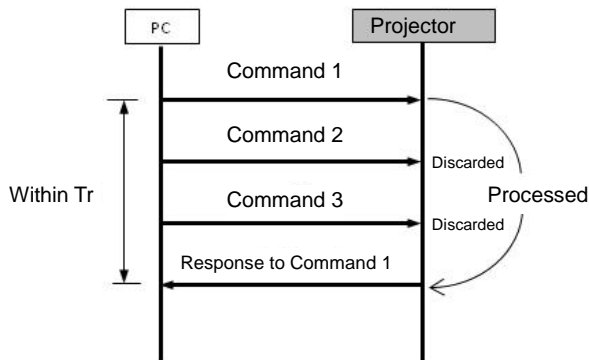 PC
Projector
Command 1
Command 2
Discarded
Within Tr
Processed
Command 3
Discarded
Response to Command 1